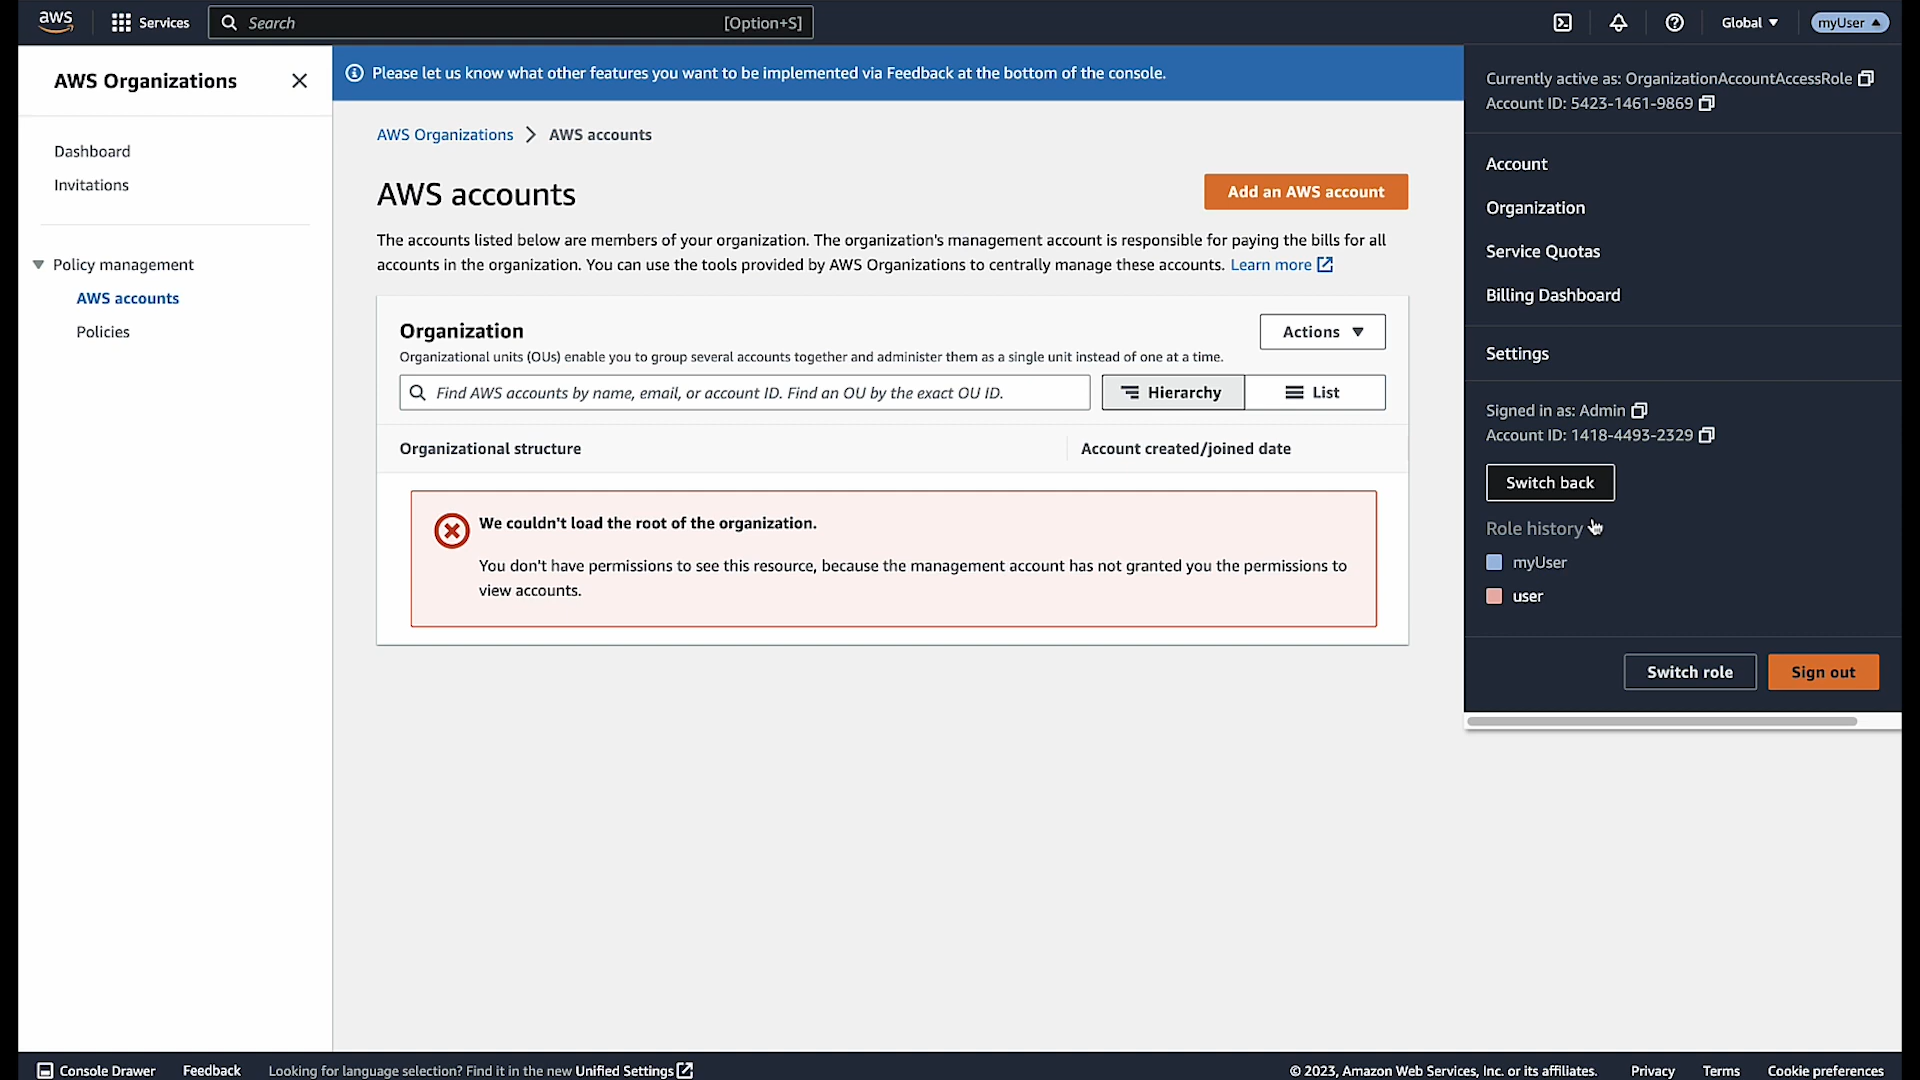 aws
Services
Search
[Option+S]
Global
myUser
AWS Organizations
Dashboard
Invitations
Policy management
AWS accounts
Policies
Please let us know what other features you want to be implemented via Feedback at the bottom of the console.
AWS Organizations
AWS accounts
AWS accounts
Add an AWS account
The accounts listed below are members of your organization. The organization's management account is responsible for paying the bills for all
accounts in the organization. You can use the tools provided by AWS Organizations to centrally manage these accounts. Learn more
Organization
Actions
Organizational units (OUs) enable you to group several accounts together and administer them as a single unit instead of one at a time.
Find AWS accounts by name, email, or account ID. Find an OU by the exact OU ID.
Hierarchy
List
Organizational structure
Account created/joined date
We couldn't load the root of the organization.
You don't have permissions to see this resource, because the management account has not granted you the permissions to
view accounts.
Currently active as: OrganizationAccountAccessRole
Account ID: 5423-1461-9869
Account
Organization
Service Quotas
Billing Dashboard
Settings
Signed in as: Admin
Account ID: 1418-4493-2329
Switch back
Role history
myUser
user
Switch role
Sign out
Console Drawer
Feedback
Looking for language selection? Find it in the new Unified Settings
© 2023, Amazon Web Services, Inc. or its affiliates.
Privacy
Terms
Cookie preferences